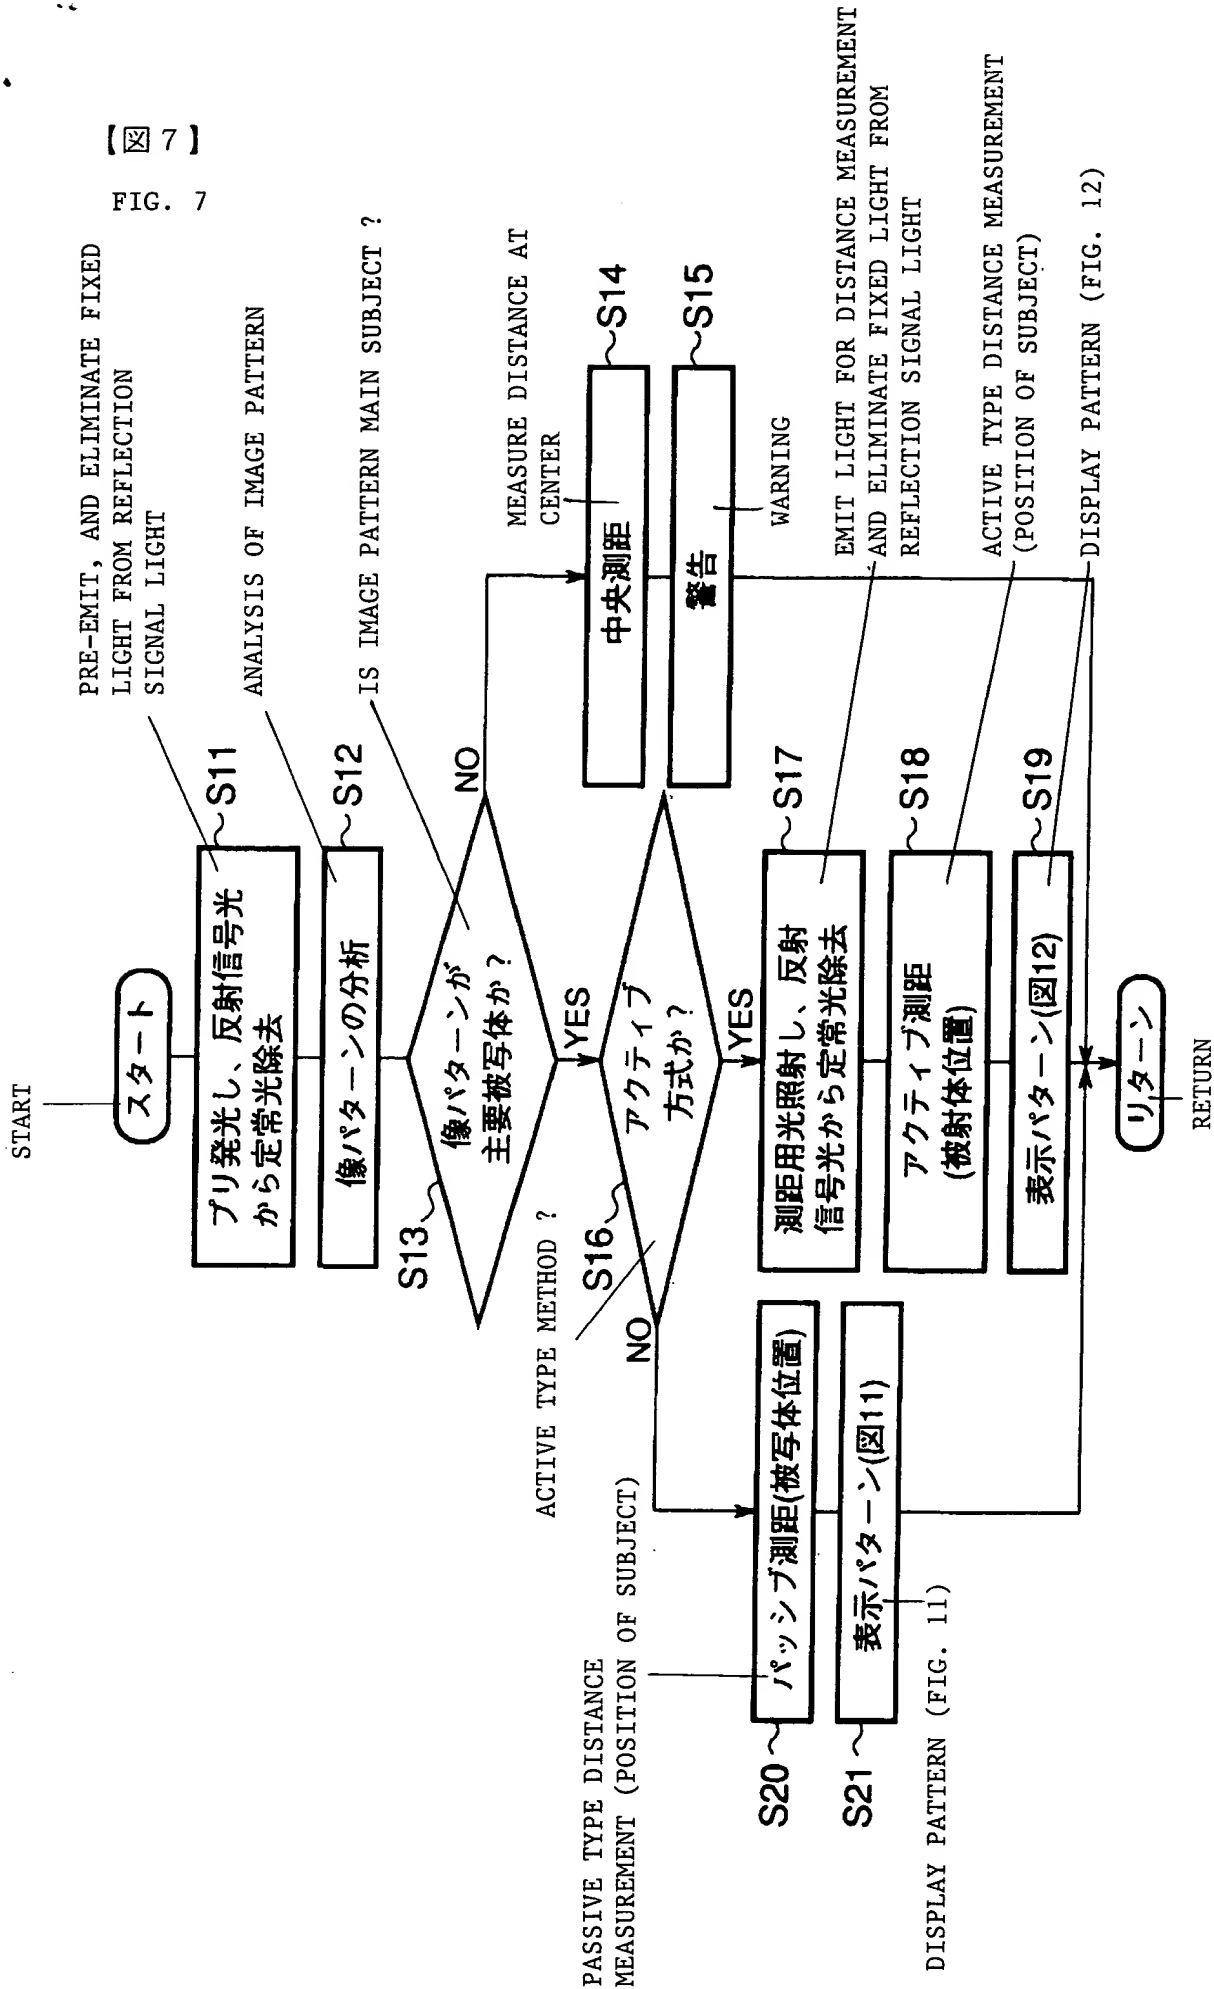 【図７】
FIG. 7
START
スタート
PRE-EMIT, AND ELIMINATE FIXED
LIGHT FROM REFLECTION
SIGNAL LIGHT
S11
プリ発光し、反射信号光
から定常光除去
ANALYSIS OF IMAGE PATTERN
S12
像パターンの分析
IS IMAGE PATTERN MAIN SUBJECT ?
S13
像パターンが
主要被写体か？
NO
YES
MEASURE DISTANCE AT
CENTER
S14
中央測距
S15
警告
WARNING
ACTIVE TYPE METHOD ?
S16
アクティブ
方式か？
NO
YES
EMIT LIGHT FOR DISTANCE MEASUREMENT
AND ELIMINATE FIXED LIGHT FROM
REFLECTION SIGNAL LIGHT
S17
測距用光照射し、反射
信号光から定常光除去
ACTIVE TYPE DISTANCE MEASUREMENT
(POSITION OF SUBJECT)
S18
アクティブ測距
(被射体位置)
DISPLAY PATTERN (FIG. 12)
S19
表示パターン(図12)
PASSIVE TYPE DISTANCE
MEASUREMENT (POSITION OF SUBJECT)
S20
パッシブ測距(被写体位置)
S21
表示パターン(図11)
DISPLAY PATTERN (FIG. 11)
リターン
RETURN